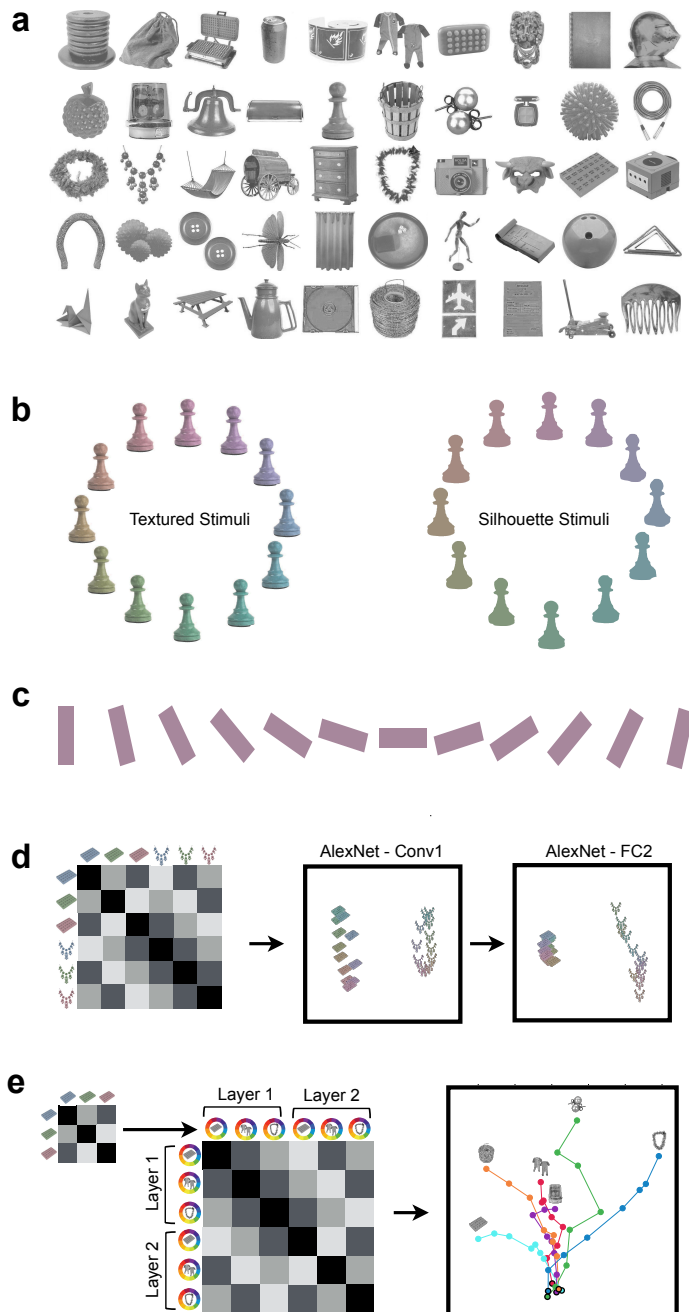 a
b
Textured Stimuli
Silhouette Stimuli
c
d
AlexNet - Conv1
AlexNet - FC2
e
Layer 1
Layer 2
Layer 1
Layer 2